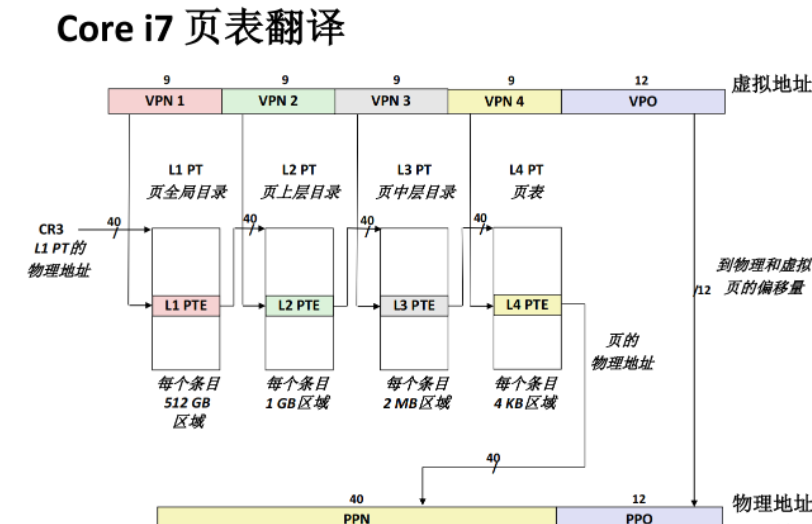 Core i7 页表翻译
9 9 9 9 12
虚拟地址
VPN 1 VPN 2 VPN 3 VPN 4 VPO
L1 PT L2 PT L3 PT L4 PT
页全局目录 页上层目录 页中层目录 页表
CR3 40 40 40 40
L1 PT的
物理地址
到物理和虚拟
/12 页的偏移量
L1 PTE L2 PTE L3 PTE L4 PTE
页的
物理地址
每个条目 每个条目 每个条目 每个条目
512 GB 1 GB区域 2 MB区域 4 KB区域
区域
40
40 12
物理地址
PPN PPO